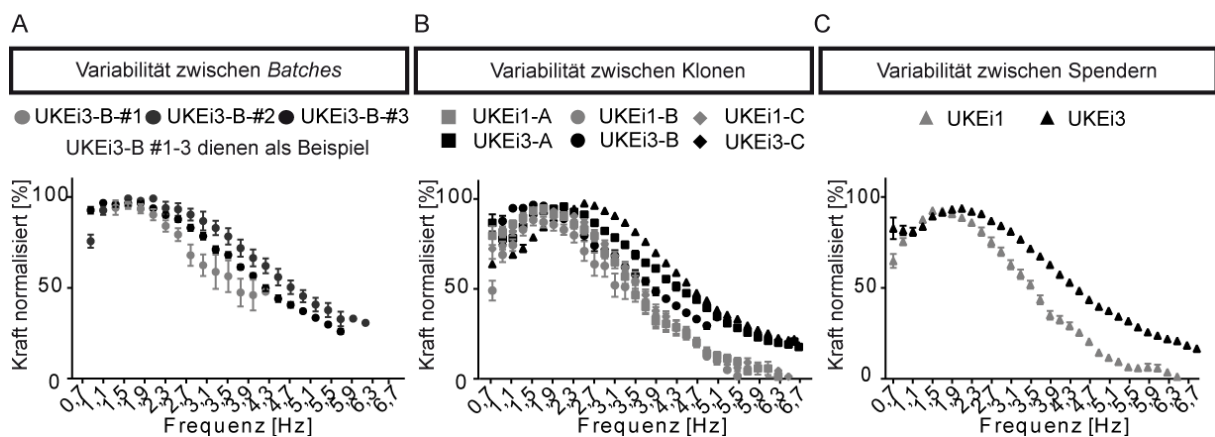 A
Variabilität zwischen Batches
UKEi3-B-#1 UKEi3-B-#2 UKEi3-B-#3
UKEi3-B #1-3 dienen als Beispiel
Kraft normalisiert [%]
100
50
0
0,7 1,1 1,5 1,9 2,3 2,7 3,1 3,5 3,9 4,3 4,7 5,1 5,5 5,9 6,3 6,7
Frequenz [Hz]
B
Variabilität zwischen Klonen
UKEi1-A UKEi1-B UKEi1-C
UKEi3-A UKEi3-B UKEi3-C
Kraft normalisiert [%]
100
50
0
0,7 1,1 1,5 1,9 2,3 2,7 3,1 3,5 3,9 4,3 4,7 5,1 5,5 5,9 6,3 6,7
Frequenz [Hz]
C
Variabilität zwischen Spendern
UKEi1 UKEi3
Kraft normalisiert [%]
100
50
0
0,7 1,1 1,5 1,9 2,3 2,7 3,1 3,5 3,9 4,3 4,7 5,1 5,5 5,9 6,3 6,7
Frequenz [Hz]